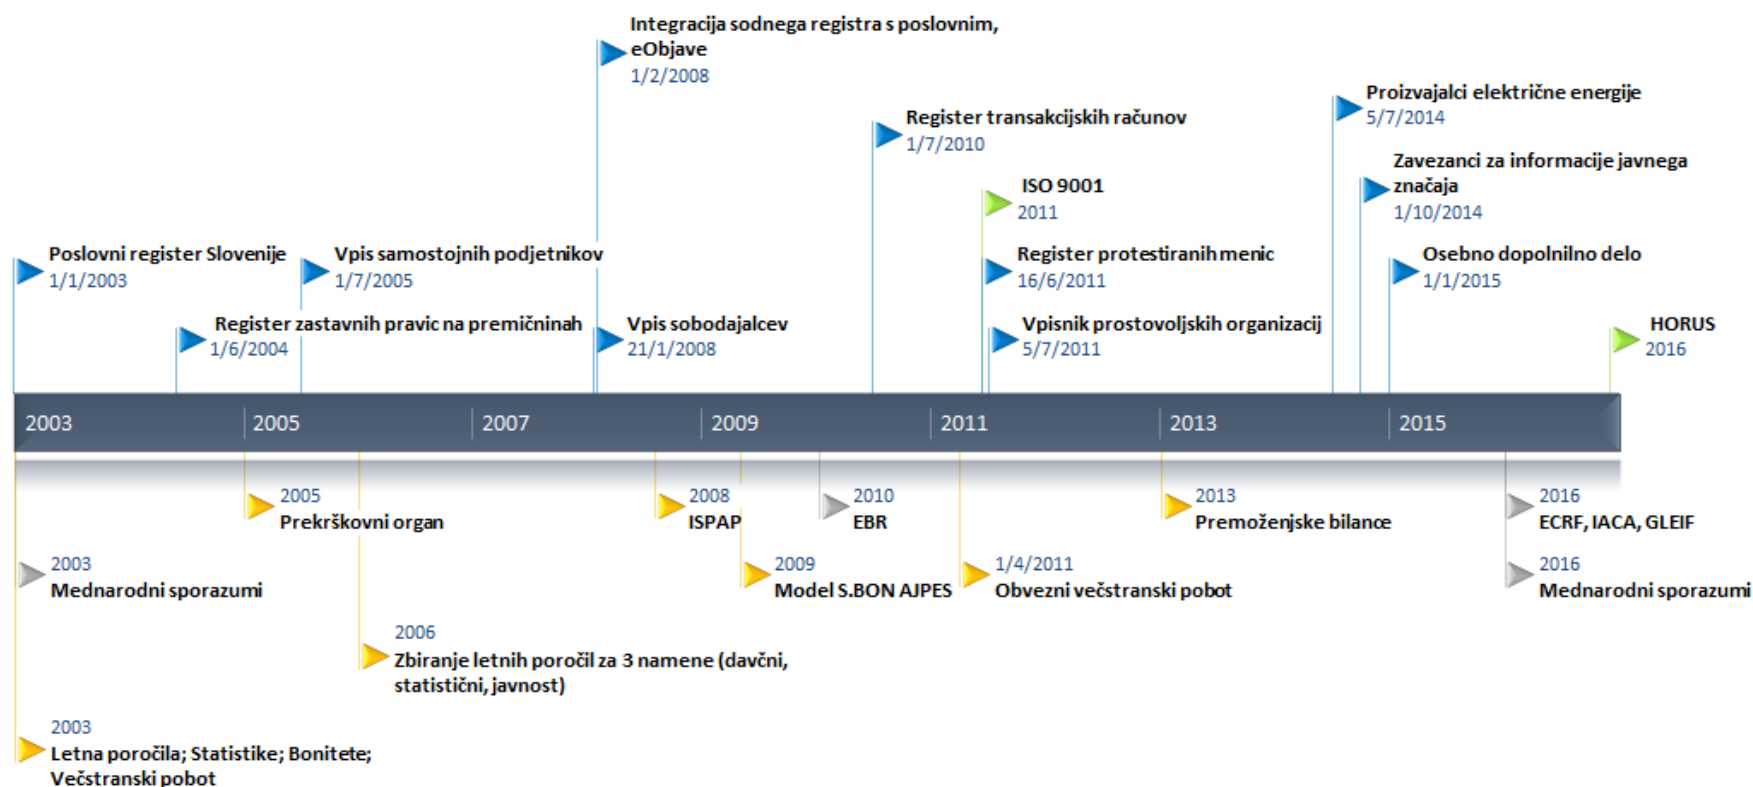 Integracija sodnega registra s poslovnim,
eObjave
1/2/2008
Proizvajalci električne energije
5/7/2014
Register transakcijskih računov
1/7/2010
Zavezanci za informacije javnega
značaja
1/10/2014
ISO 9001
2011
Poslovni register Slovenije
1/1/2003
Vpis samostojnih podjetnikov
1/7/2005
Register protestiranih menic
16/6/2011
Osebno dopolnilno delo
1/1/2015
Register zastavnih pravic na premičninah
1/6/2004
Vpis sobodajalcev
21/1/2008
Vpisnik prostovoljskih organizacij
5/7/2011
HORUS
2016
2003
2005
2007
2009
2011
2013
2015
2005
Prekrškovni organ
2008
ISPAP
2010
EBR
2013
Premoženjske bilance
2016
ECRF, IACA, GLEIF
2003
Mednarodni sporazumi
2009
Model S.BON AJPES
1/4/2011
Obvezni večstranski pobot
2016
Mednarodni sporazumi
2006
Zbiranje letnih poročil za 3 namene (davčni,
statistični, javnost)
2003
Letna poročila; Statistike; Bonitete;
Večstranski pobot